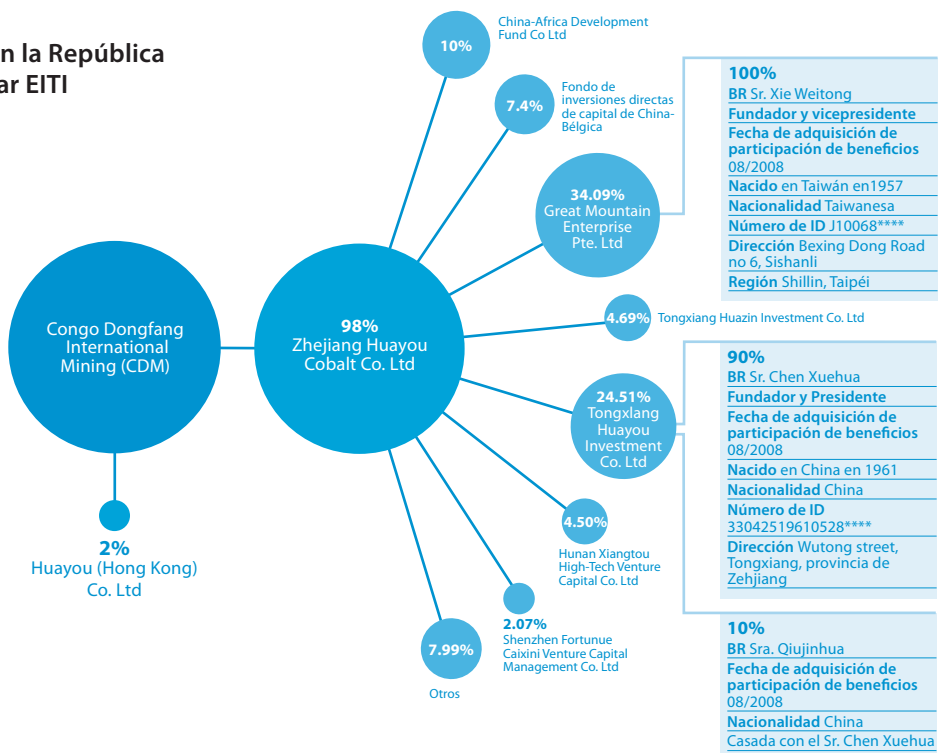 n la República
ar EITI
10%
China-Africa Development
Fund Co Ltd
7.4%
Fondo de
inversiones directas
de capital de China-
Bélgica
34.09%
Great Mountain
Enterprise
Pte. Ltd
100%
BR Sr. Xie Weitong
Fundador y vicepresidente
Fecha de adquisición de
participación de beneficios
08/2008
Nacido en Taiwán en1957
Nacionalidad Taiwanesa
Número de ID J10068****
Dirección Bexing Dong Road
no 6, Sishanli
Región Shillin, Taipéi
Congo Dongfang
International
Mining (CDM)
98%
Zhejiang Huayou
Cobalt Co. Ltd
2%
Huayou (Hong Kong)
Co. Ltd
4.69%
Tongxiang Huazin Investment Co. Ltd
24.51%
Tongxlang
Huayou
Investment
Co. Ltd
90%
BR Sr. Chen Xuehua
Fundador y Presidente
Fecha de adquisición de
participación de beneficios
08/2008
Nacido en China en 1961
Nacionalidad China
Número de ID
33042519610528****
Dirección Wutong street,
Tongxiang, provincia de
Zehjiang
10%
BR Sra. Qiujinhua
Fecha de adquisición de
participación de beneficios
08/2008
Nacionalidad China
Casada con el Sr. Chen Xuehua
4.50%
Hunan Xiangtou
High-Tech Venture
Capital Co. Ltd
2.07%
Shenzhen Fortunue
Caixini Venture Capital
Management Co. Ltd
7.99%
Otros